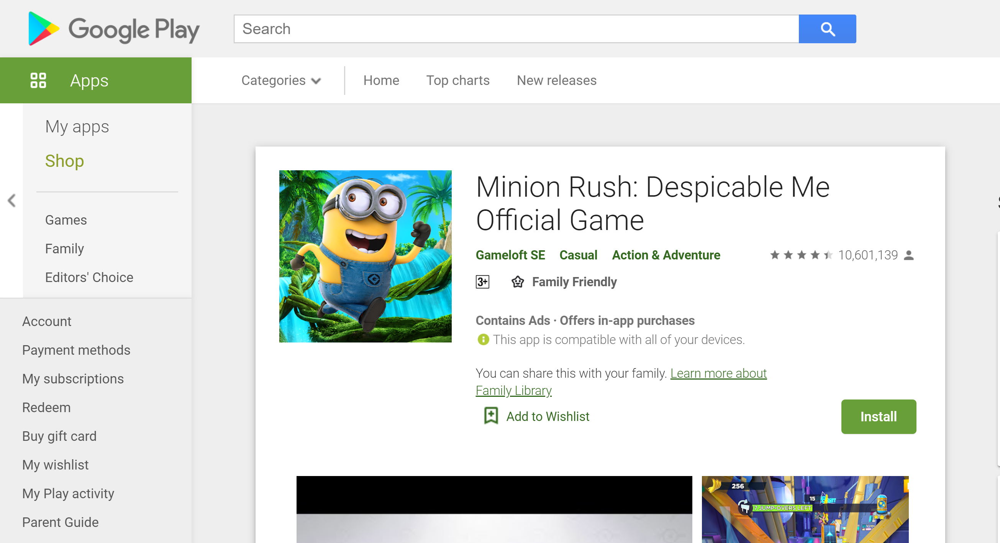 Google Play
Search
Apps
Categories
Home
Top charts
New releases
My apps
Shop
Games
Family
Editors' Choice
Account
Payment methods
My subscriptions
Redeem
Buy gift card
My wishlist
My Play activity
Parent Guide
Minion Rush: Despicable Me
Official Game
Gameloft SE Casual Action & Adventure
10,601,139
3+ Family Friendly
Contains Ads · Offers in-app purchases
This app is compatible with all of your devices.
You can share this with your family. Learn more about
Family Library
Add to Wishlist
Install
256
15
7 JUMP-OVERS LEFT